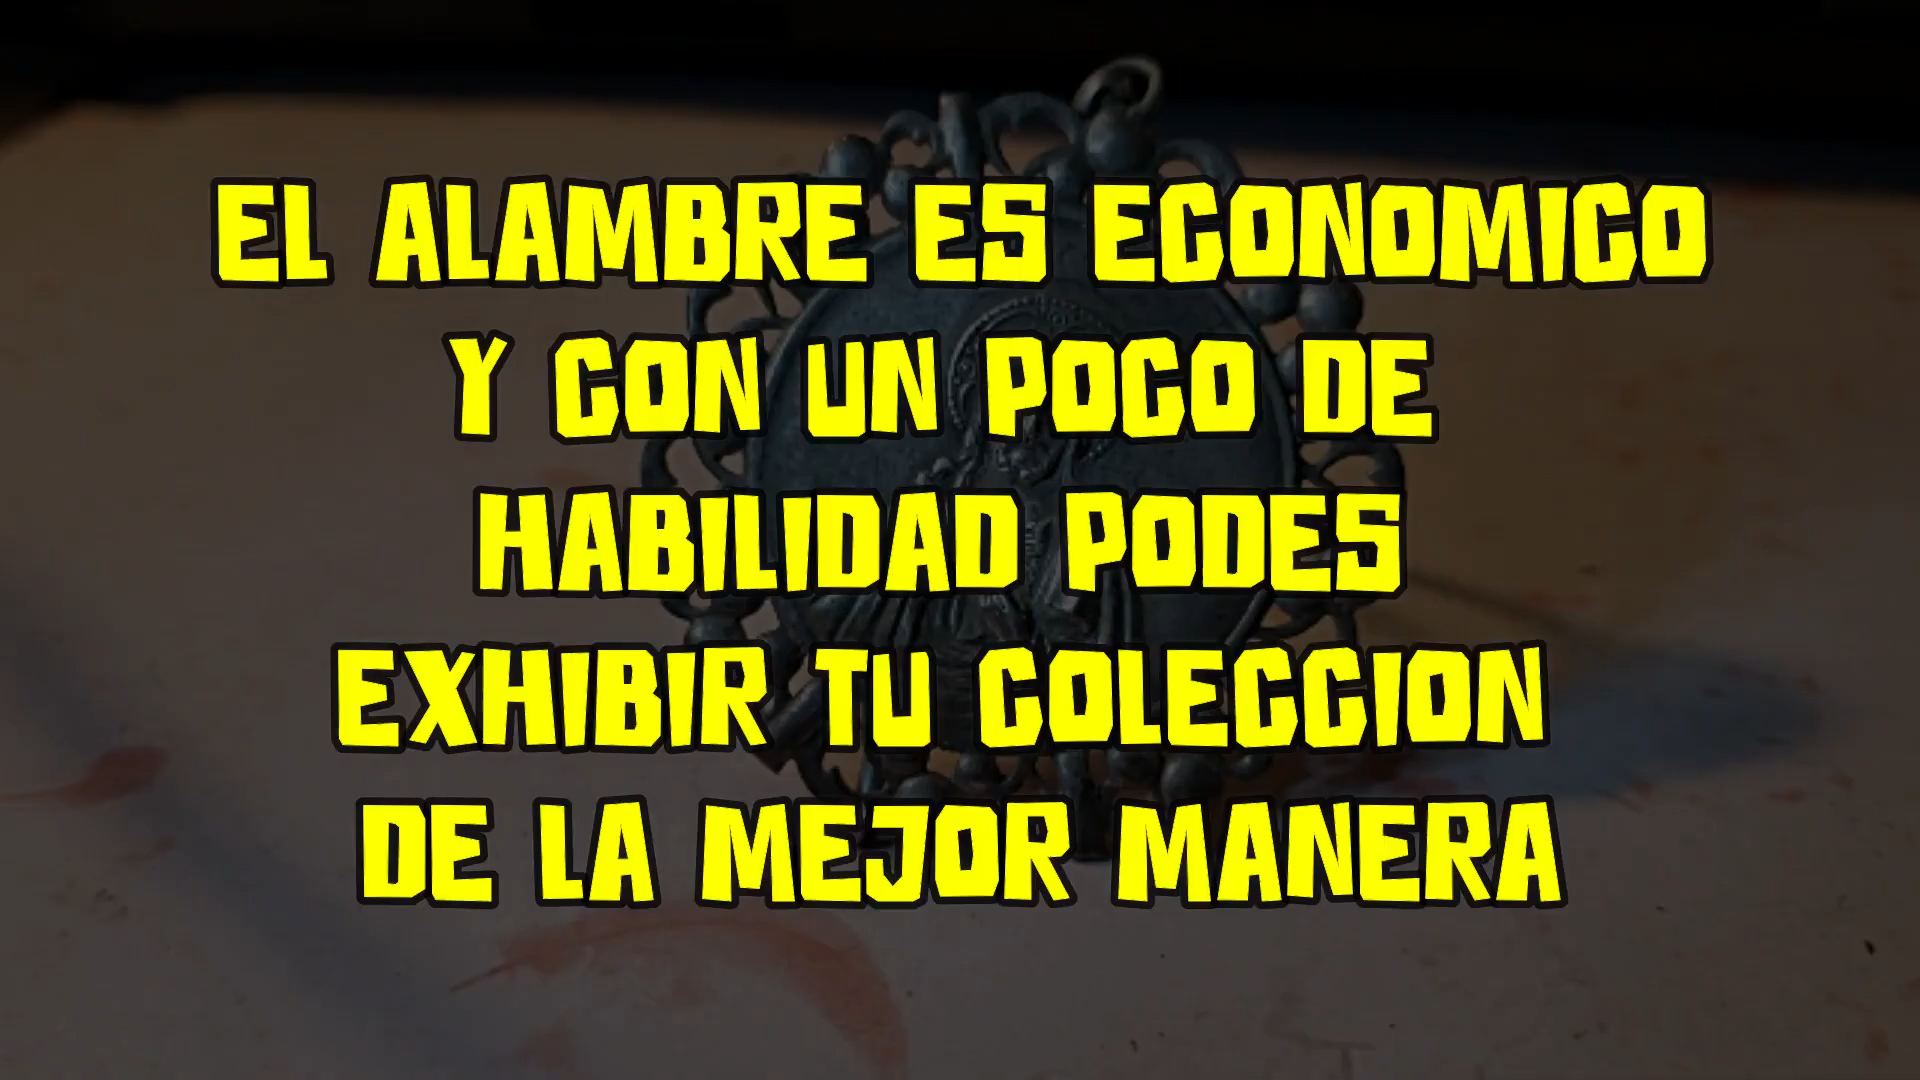 EL ALAMBRE ES ECONOMICO
Y CON UN POCO DE
HABILIDAD PODES
EXHIBIR TU COLECCION
DE LA MEJOR MANERA